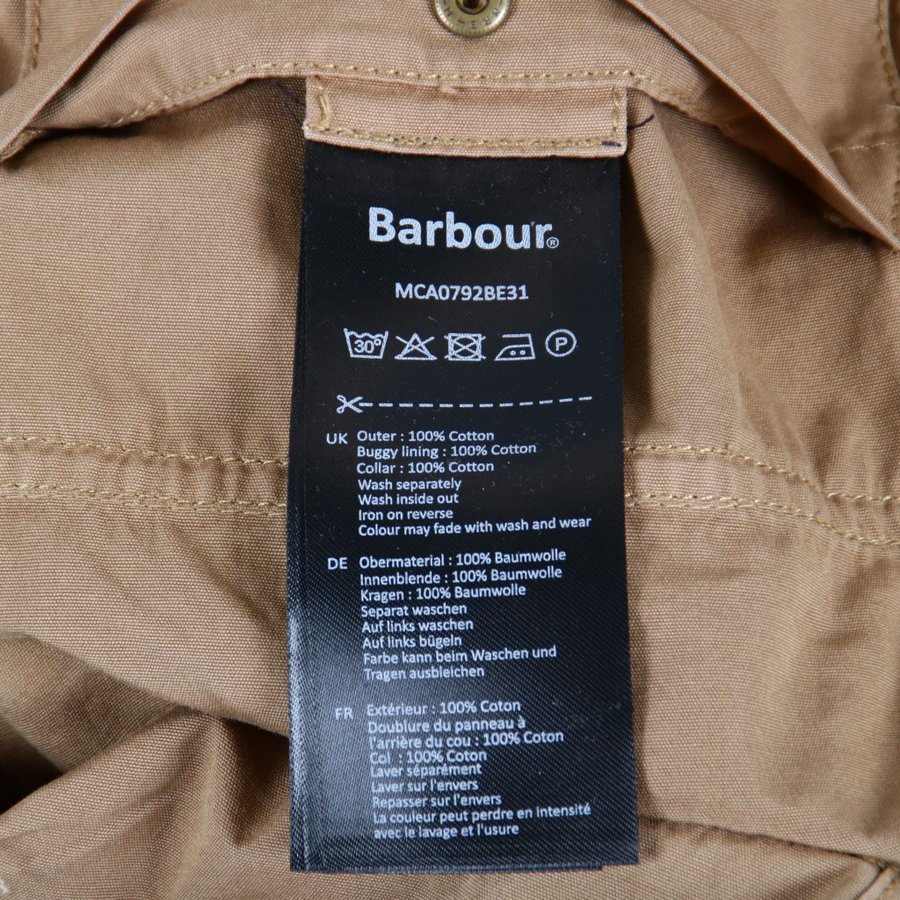 Barbour®
MCA0792BE31
30° P
UK Outer : 100% Cotton
Buggy lining : 100% Cotton
Collar : 100% Cotton
Wash separately
Wash inside out
Iron on reverse
Colour may fade with wash and wear
DE Obermaterial : 100% Baumwolle
Innenblende : 100% Baumwolle
Kragen : 100% Baumwolle
Separat waschen
Auf links waschen
Auf links bügeln
Farbe kann beim Waschen und
Tragen ausbleichen
FR Extérieur : 100% Coton
Doublure du panneau à
l'arrière du cou : 100% Coton
Col : 100% Coton
Laver séparément
Laver sur l'envers
Repasser sur l'envers
La couleur peut perdre en intensité
avec le lavage et l'usure